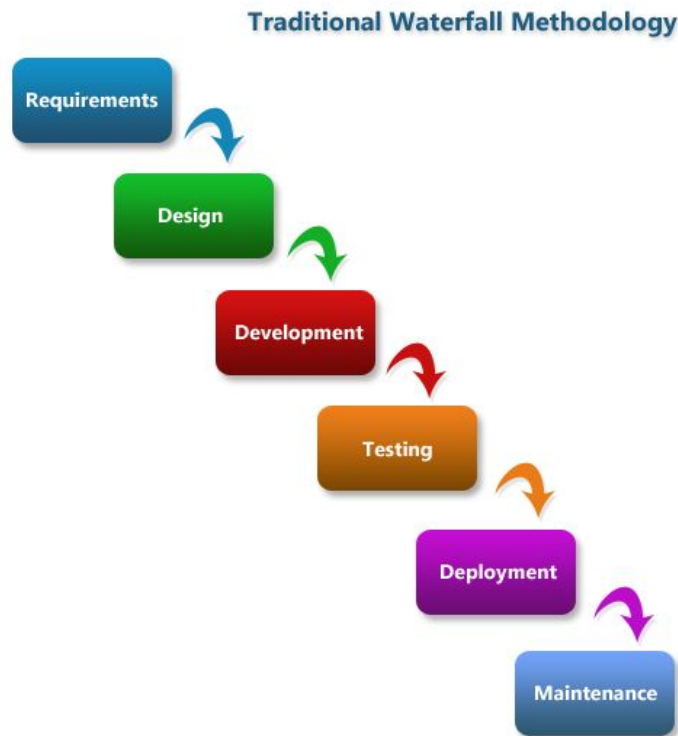 Traditional Waterfall Methodology
Requirements
Design
Development
Testing
Deployment
Maintenance